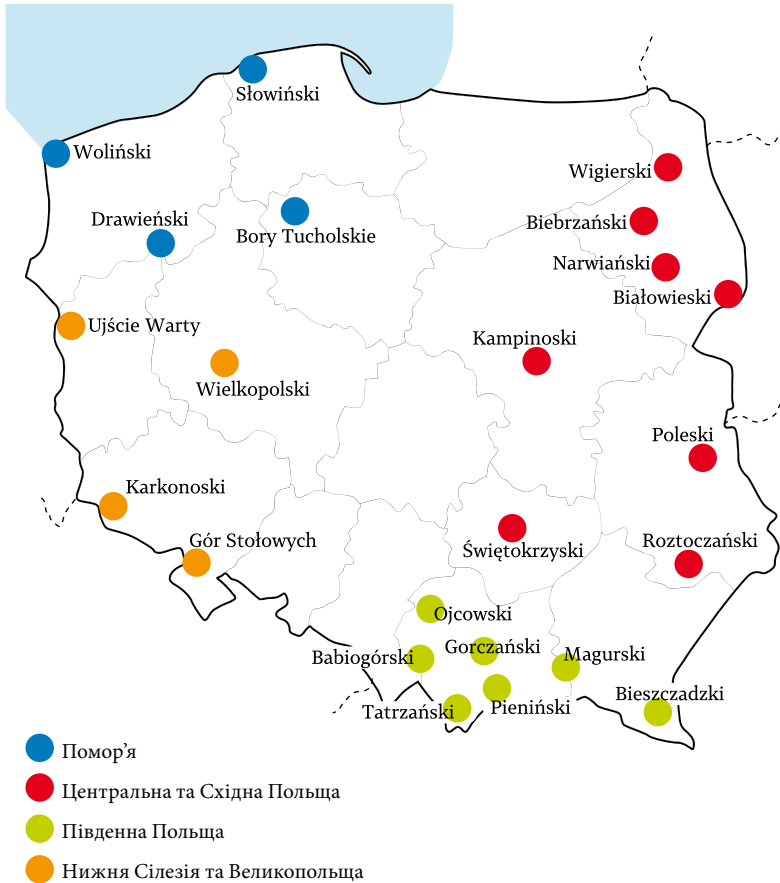 Słowiński
Woliński
Wigierski
Drawieński
Biebrzański
Bory Tucholskie
Narwiański
Białowieski
Ujście Warty
Kampinoski
Wielkopolski
Poleski
Karkonoski
Gór Stołowych
Roztoczański
Świętokrzyski
Ojcowski
Gorczański
Magurski
Babiogórski
Bieszczadzki
Pieniński
Tatrzański
Помор’я
Центральна та Східна Польща
Південна Польща
Нижня Сілезія та Великопольща